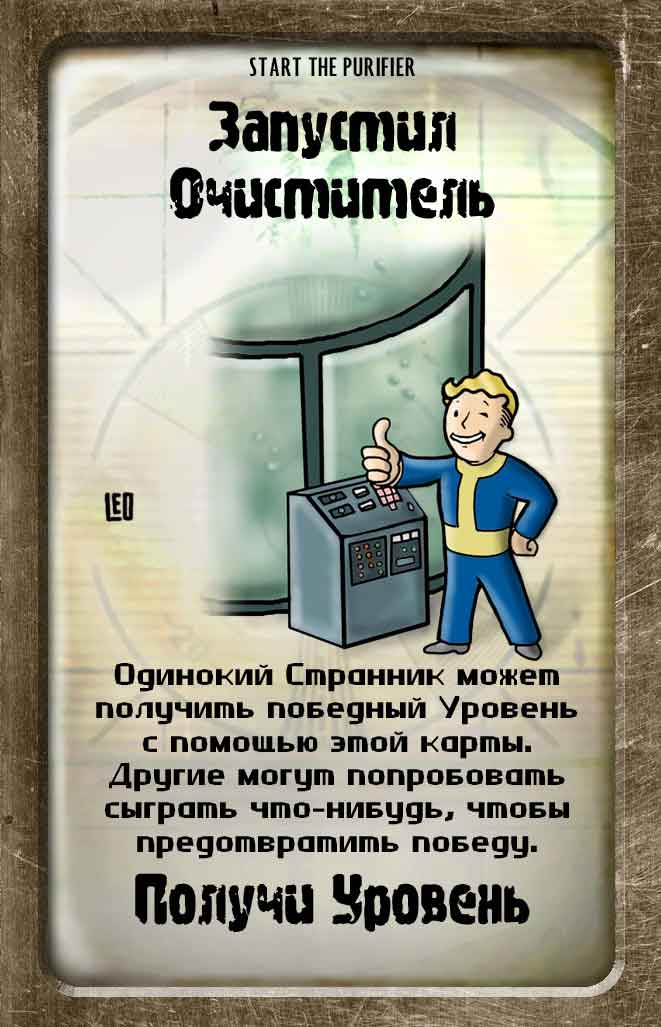 START THE PURIFIER
Запустил
Очиститель
LEO
Одинокий Странник может
получить победный Уровень
с помощью этой карты.
Другие могут попробовать
сыграть что-нибудь, чтобы
предотвратить победу.
Получи Уровень